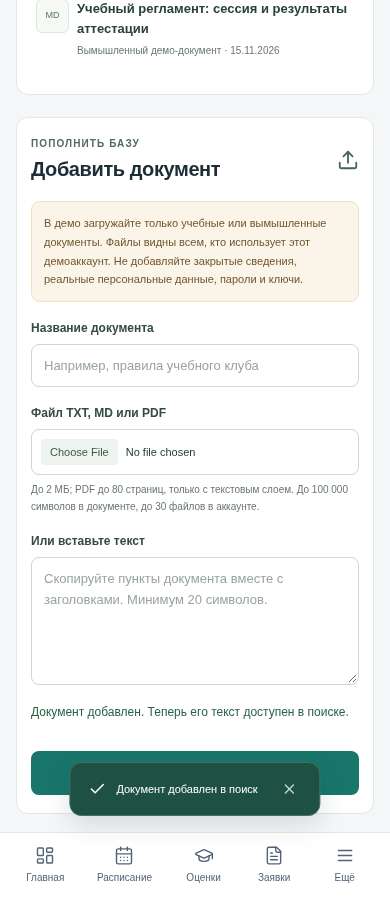 MD
Учебный регламент: сессия и результаты
аттестации
Вымышленный демо-документ · 15.11.2026
ПОПОЛНИТЬ БАЗУ
Добавить документ
В демо загружайте только учебные или вымышленные
документы. Файлы видны всем, кто использует этот
демоаккаунт. Не добавляйте закрытые сведения,
реальные персональные данные, пароли и ключи.
Название документа
Например, правила учебного клуба
Файл TXT, MD или PDF
Choose File No file chosen
До 2 МБ; PDF до 80 страниц, только с текстовым слоем. До 100 000
символов в документе, до 30 файлов в аккаунте.
Или вставьте текст
Скопируйте пункты документа вместе с
заголовками. Минимум 20 символов.
Документ добавлен. Теперь его текст доступен в поиске.
Документ добавлен в поиск
Главная Расписание Оценки Заявки Ещё